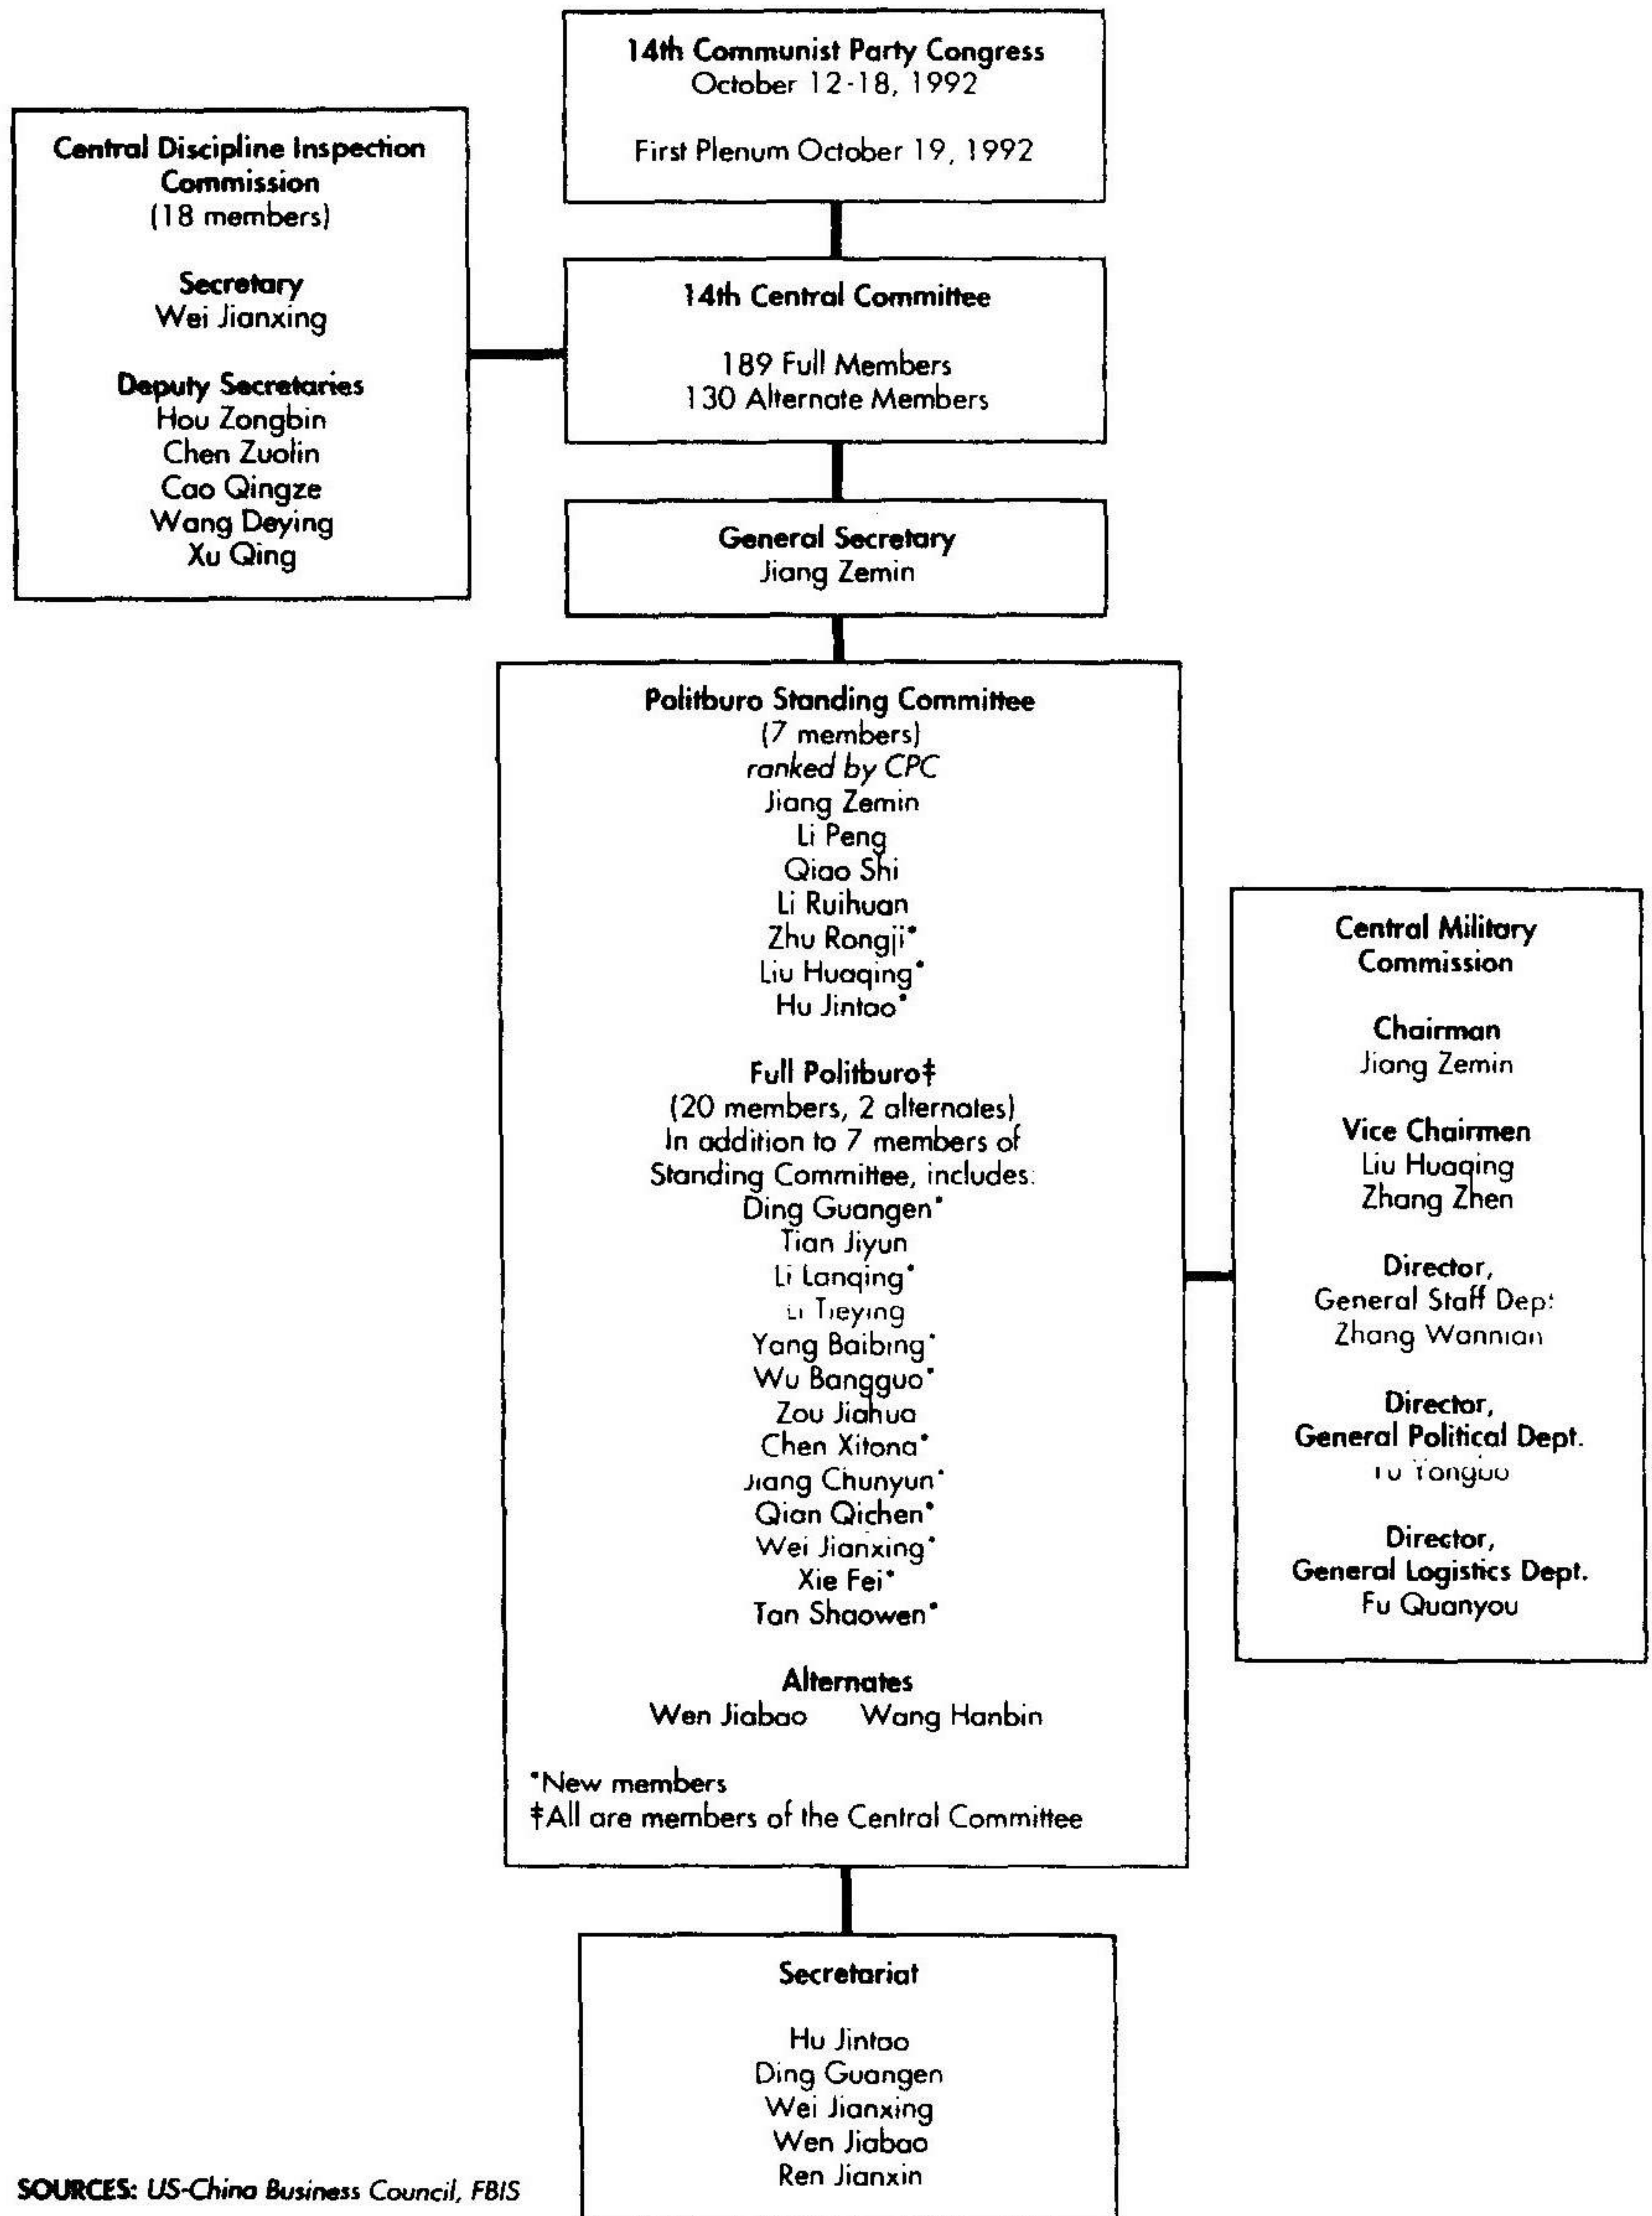 14th Communist Party Congress
October 12-18, 1992
First Plenum October 19, 1992
Central Discipline Inspection
Commission
(18 members)
Secretary
Wei Jianxing
Deputy Secretaries
Hou Zongbin
Chen Zuolin
Cao Qingze
Wang Deying
Xu Qing
14th Central Committee
189 Full Members
130 Alternate Members
General Secretary
Jiang Zemin
Politburo Standing Committee
(7 members)
ranked by CPC
Jiang Zemin
Li Peng
Qiao Shi
Li Ruihuan
Zhu Rongji*
Liu Huaqing*
Hu Jintao*
Full Politburo‡
(20 members, 2 alternates)
In addition to 7 members of
Standing Committee, includes:
Ding Guangen*
Tian Jiyun
Li Lanqing*
Li Tieying
Yang Baibing*
Wu Bangguo*
Zou Jiahua
Chen Xitong*
Jiang Chunyun*
Qian Qichen*
Wei Jianxing*
Xie Fei*
Tan Shaowen*
Alternates
Wen Jiabao Wang Hanbin
*New members
‡All are members of the Central Committee
Central Military
Commission
Chairman
Jiang Zemin
Vice Chairmen
Liu Huaqing
Zhang Zhen
Director,
General Staff Dept
Zhang Wannian
Director,
General Political Dept.
Director,
General Logistics Dept.
Fu Quanyou
Secretariat
Hu Jintao
Ding Guangen
Wei Jianxing
Wen Jiabao
Ren Jianxin
SOURCES: US-China Business Council, FBIS